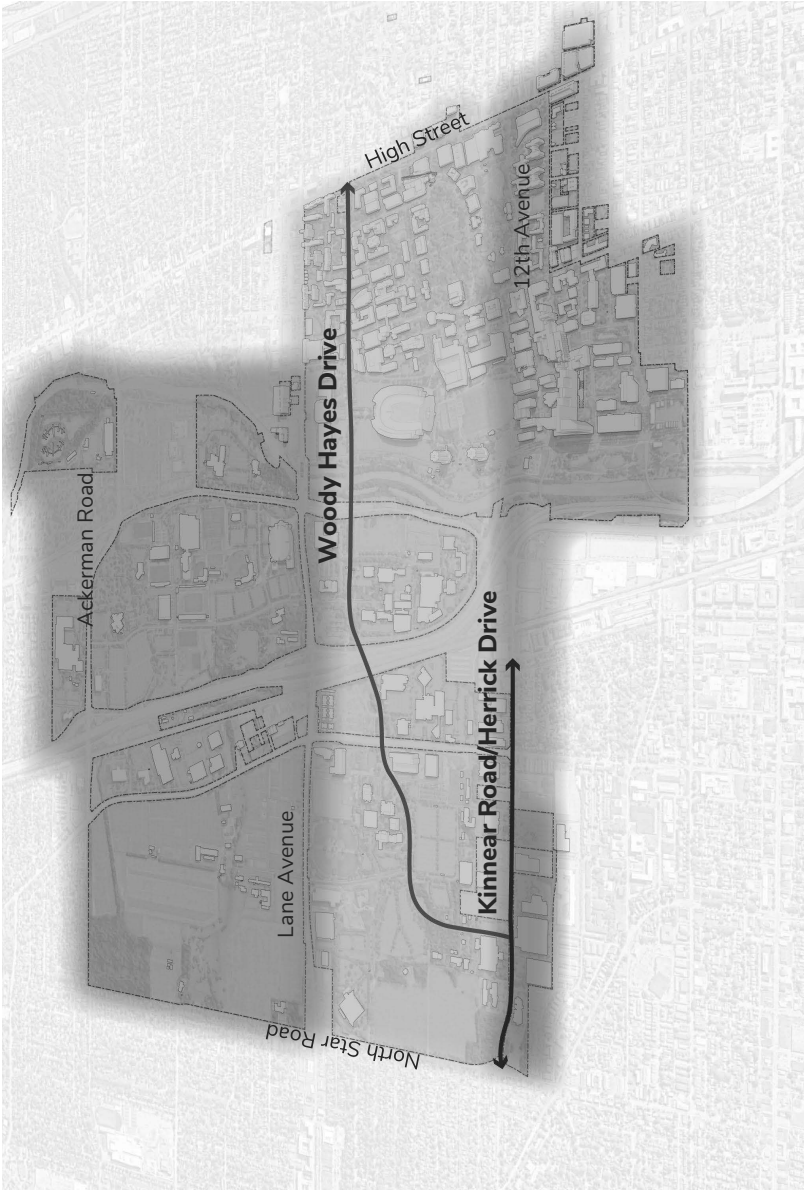 High Street
12th Avenue
Woody Hayes Drive
Ackerman Road
Kinnear Road/Herrick Drive
Lane Avenue
North Star Road